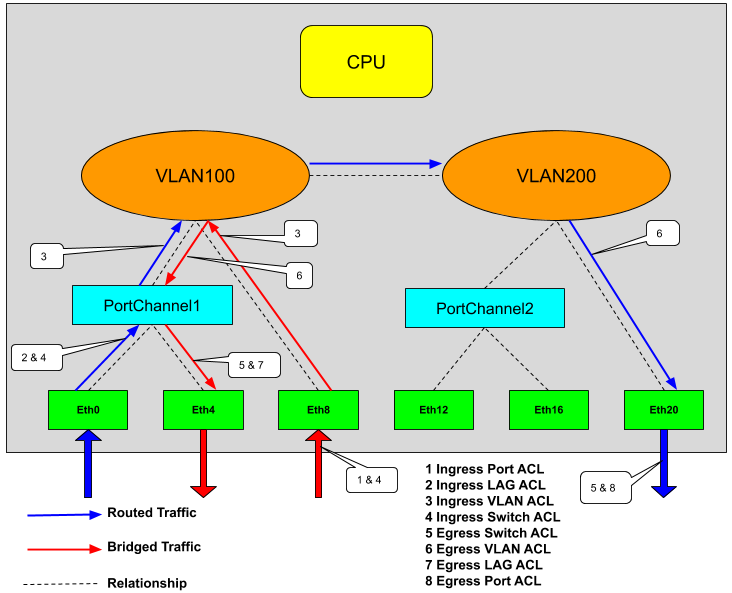 CPU
VLAN100
VLAN200
3
3
6
6
PortChannel1
PortChannel2
2 & 4
5 & 7
Eth0
Eth4
Eth8
Eth12
Eth16
Eth20
1 & 4
5 & 8
1 Ingress Port ACL
2 Ingress LAG ACL
3 Ingress VLAN ACL
4 Ingress Switch ACL
5 Egress Switch ACL
6 Egress VLAN ACL
7 Egress LAG ACL
8 Egress Port ACL
Routed Traffic
Bridged Traffic
Relationship